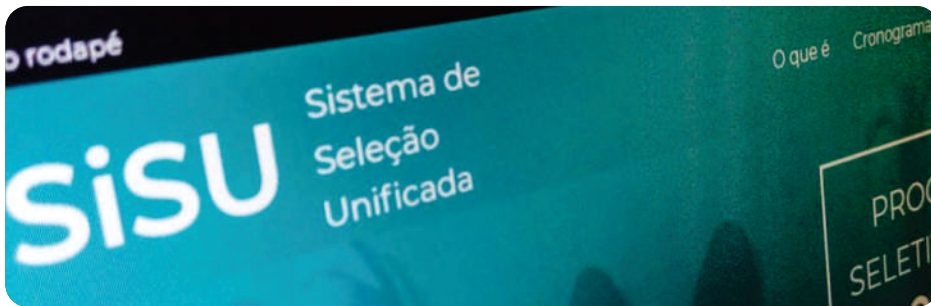 o rodapé
O que é Cronograma
SiSU
Sistema de
Seleção
Unificada